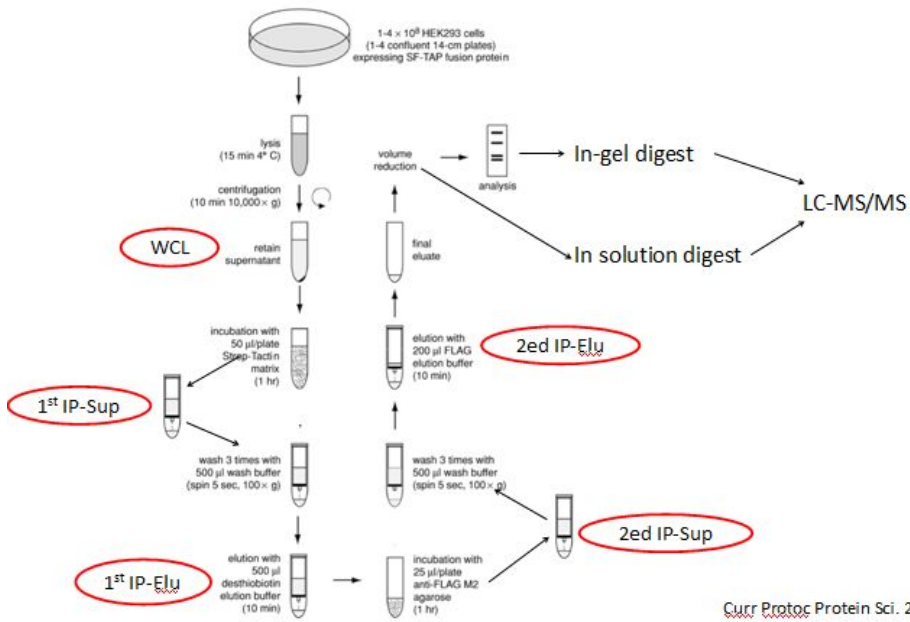 1-4 × 10⁸ HEK293 cells
(1-4 confluent 14-cm plates)
expressing SF-TAP fusion protein
lysis
(15 min 4° C)
centrifugation
(10 min 10,000× g)
WCL
retain
supernatant
incubation with
50 µl/plate
Strep-Tactin
matrix
(1 hr)
1st IP-Sup
wash 3 times with
500 µl wash buffer
(spin 5 sec, 100× g)
1st IP-Elu
elution with
500 µl
desthiobiotin
elution buffer
(10 min)
incubation with
25 µl/plate
anti-FLAG M2
agarose
(1 hr)
2ed IP-Sup
wash 3 times with
500 µl wash buffer
(spin 5 sec, 100× g)
elution with
200 µl FLAG
elution buffer
(10 min)
2ed IP-Elu
final
eluate
volume
reduction
analysis
In-gel digest
In solution digest
LC-MS/MS
Curr Protoc Protein Sci. 2